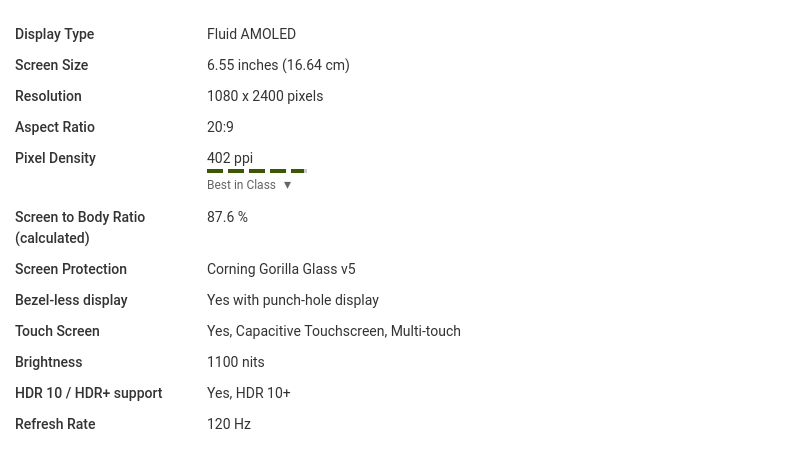 Display Type Fluid AMOLED
Screen Size 6.55 inches (16.64 cm)
Resolution 1080 x 2400 pixels
Aspect Ratio 20:9
Pixel Density 402 ppi
Best in Class ▼
Screen to Body Ratio 87.6 %
(calculated)
Screen Protection Corning Gorilla Glass v5
Bezel-less display Yes with punch-hole display
Touch Screen Yes, Capacitive Touchscreen, Multi-touch
Brightness 1100 nits
HDR 10 / HDR+ support Yes, HDR 10+
Refresh Rate 120 Hz